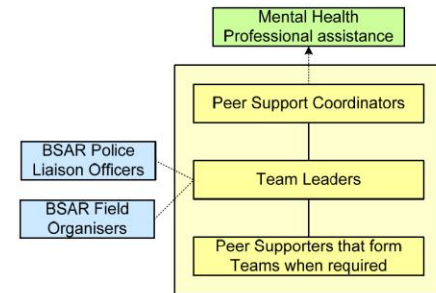 Mental Health
Professional assistance
Peer Support Coordinators
BSAR Police
Liaison Officers
Team Leaders
BSAR Field
Organisers
Peer Supporters that form
Teams when required